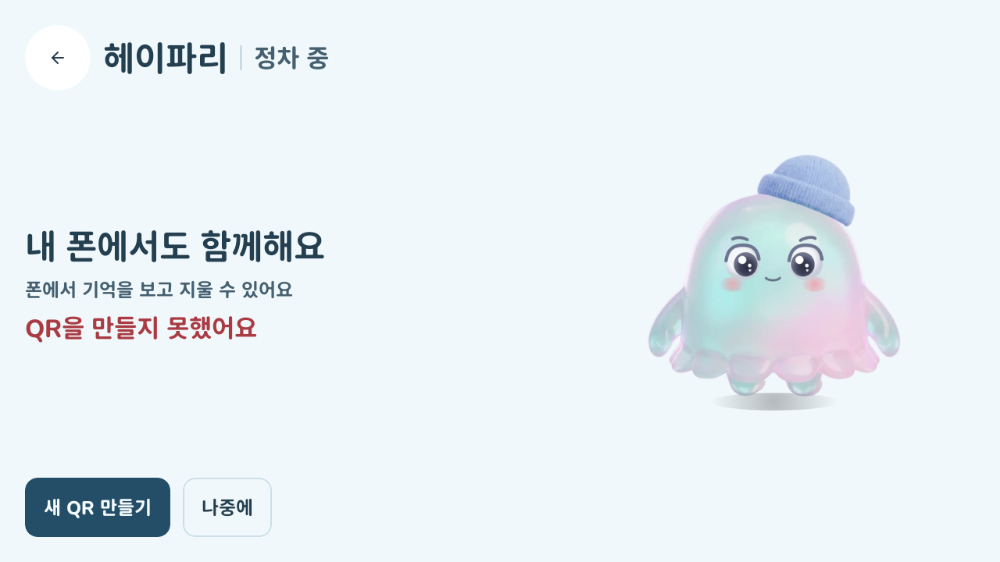 헤이파리 정차 중
내 폰에서도 함께해요
폰에서 기억을 보고 지울 수 있어요
QR을 만들지 못했어요
새 QR 만들기 나중에